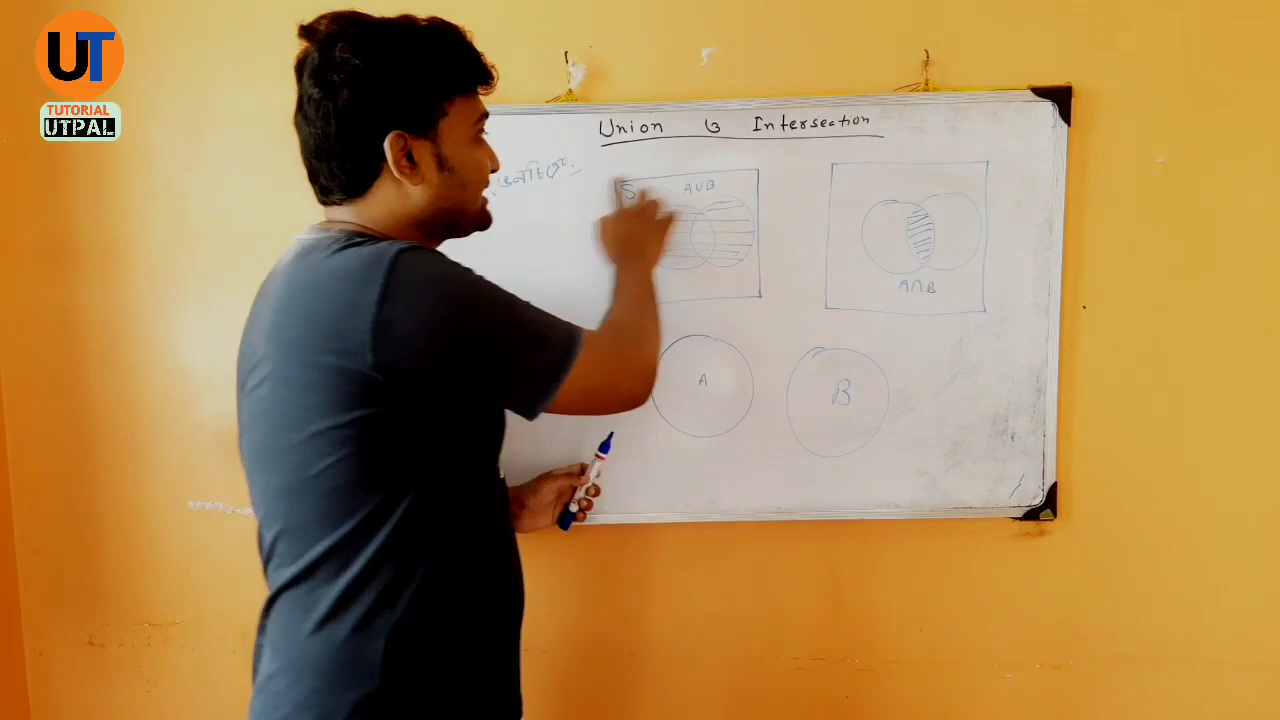 UT
TUTORIAL
UTPAL
Union ও Intersection
S
A∪B
A∩B
A
B